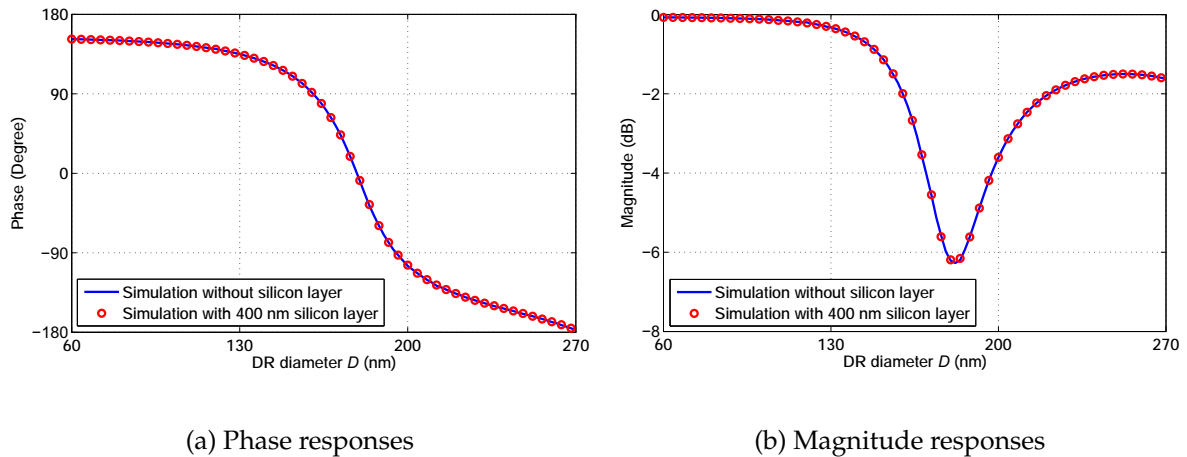 180
90
0
−90
−180
Phase (Degree)
Simulation without silicon layer
Simulation with 400 nm silicon layer
60
130
200
270
DR diameter D (nm)
0
−2
−4
−6
−8
Magnitude (dB)
Simulation without silicon layer
Simulation with 400 nm silicon layer
60
130
200
270
DR diameter D (nm)
(a) Phase responses
(b) Magnitude responses